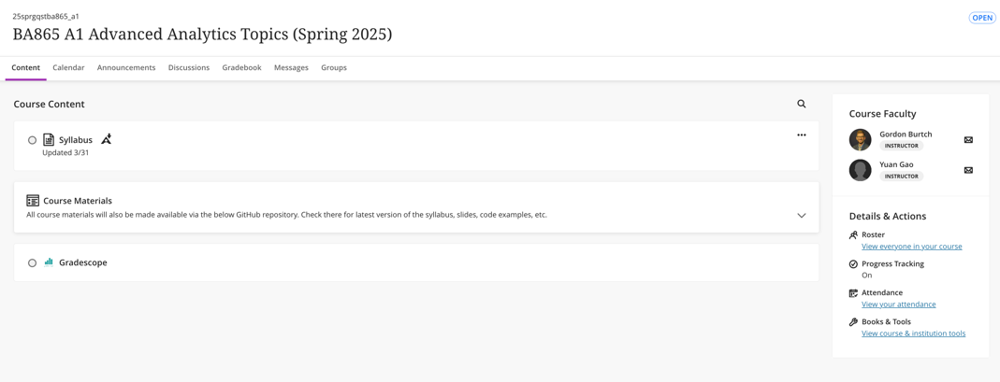 25sprgqstba865_a1
OPEN
BA865 A1 Advanced Analytics Topics (Spring 2025)
Content Calendar Announcements Discussions Gradebook Messages Groups
Course Content
Syllabus
Updated 3/31
Course Materials
All course materials will also be made available via the below GitHub repository. Check there for latest version of the syllabus, slides, code examples, etc.
Gradescope
Course Faculty
Gordon Burtch
INSTRUCTOR
Yuan Gao
INSTRUCTOR
Details & Actions
Roster
View everyone in your course
Progress Tracking
On
Attendance
View your attendance
Books & Tools
View course & institution tools